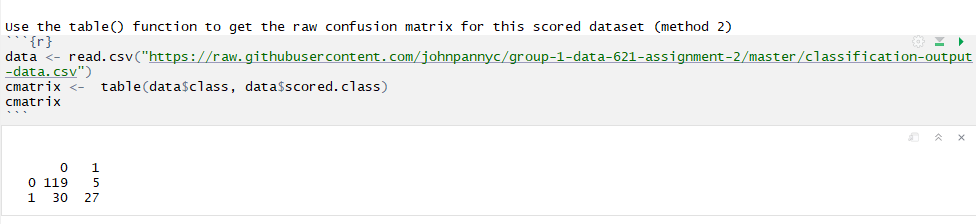 Use the table() function to get the raw confusion matrix for this scored dataset (method 2)
```{r}
data <- read.csv("https://raw.githubusercontent.com/johnpannyc/group-1-data-621-assignment-2/master/classification-output
-data.csv")
cmatrix <-  table(data$class, data$scored.class)
cmatrix
```
0 1
0 119 5
1 30 27